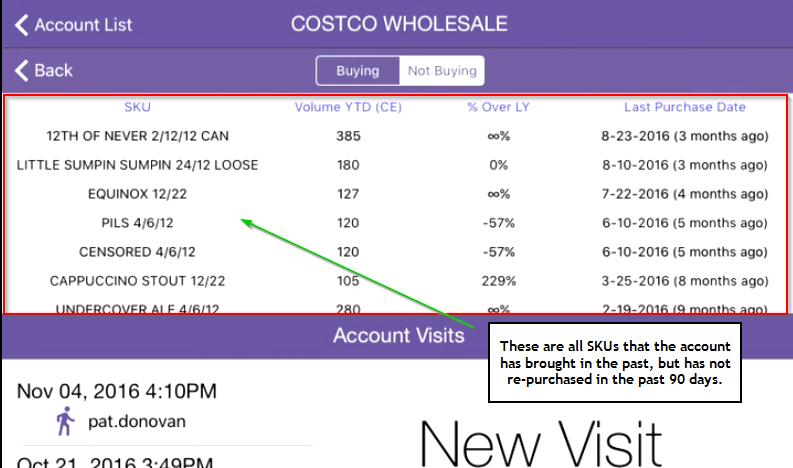 Account List COSTCO WHOLESALE
Back Buying Not Buying
SKU Volume YTD (CE) % Over LY Last Purchase Date
12TH OF NEVER 2/12/12 CAN 385 ∞% 8-23-2016 (3 months ago)
LITTLE SUMPIN SUMPIN 24/12 LOOSE 180 0% 8-10-2016 (3 months ago)
EQUINOX 12/22 127 ∞% 7-22-2016 (4 months ago)
PILS 4/6/12 120 -57% 6-10-2016 (5 months ago)
CENSORED 4/6/12 120 -57% 6-10-2016 (5 months ago)
CAPPUCCINO STOUT 12/22 105 229% 3-25-2016 (8 months ago)
UNDERCOVER ALE 4/6/12 280 ∞% 2-19-2016 (9 months ago)
Account Visits
These are all SKUs that the account
has brought in the past, but has not
re-purchased in the past 90 days.
Nov 04, 2016 4:10PM
pat.donovan
Oct 21, 2016 3:49PM
New Visit